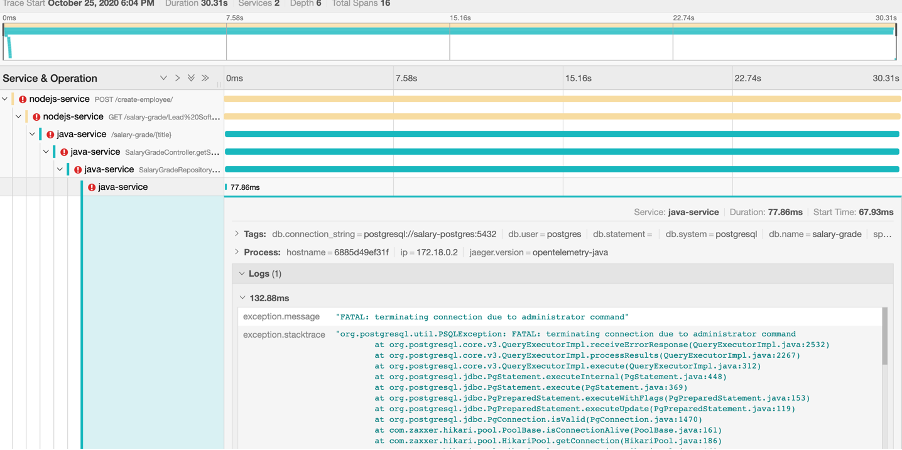 Trace Start October 25, 2020 6:04 PM Duration 30.31s Services 2 Depth 6 Total Spans 16
0ms 7.58s 15.16s 22.74s 30.31s
Service & Operation 0ms 7.58s 15.16s 22.74s 30.31s
nodejs-service POST /create-employee/
nodejs-service GET /salary-grade/Lead%20Soft...
java-service /salary-grade/{title}
java-service SalaryGradeController.getS...
java-service SalaryGradeRepository...
java-service 77.86ms
Service: java-service Duration: 77.86ms Start Time: 67.93ms
Tags: db.connection_string = postgresql://salary-postgres:5432 db.user = postgres db.statement = db.system = postgresql db.name = salary-grade sp...
Process: hostname = 6885d49ef31f ip = 172.18.0.2 jaeger.version = opentelemetry-java
Logs (1)
132.88ms
exception.message "FATAL: terminating connection due to administrator command"
exception.stacktrace "org.postgresql.util.PSQLException: FATAL: terminating connection due to administrator command
at org.postgresql.core.v3.QueryExecutorImpl.receiveErrorResponse(QueryExecutorImpl.java:2532)
at org.postgresql.core.v3.QueryExecutorImpl.processResults(QueryExecutorImpl.java:2267)
at org.postgresql.core.v3.QueryExecutorImpl.execute(QueryExecutorImpl.java:312)
at org.postgresql.jdbc.PgStatement.executeInternal(PgStatement.java:448)
at org.postgresql.jdbc.PgStatement.execute(PgStatement.java:369)
at org.postgresql.jdbc.PgPreparedStatement.executeWithFlags(PgPreparedStatement.java:153)
at org.postgresql.jdbc.PgPreparedStatement.executeUpdate(PgPreparedStatement.java:119)
at org.postgresql.jdbc.PgConnection.isValid(PgConnection.java:1470)
at com.zaxxer.hikari.pool.PoolBase.isConnectionAlive(PoolBase.java:161)
at com.zaxxer.hikari.pool.HikariPool.getConnection(HikariPool.java:186)